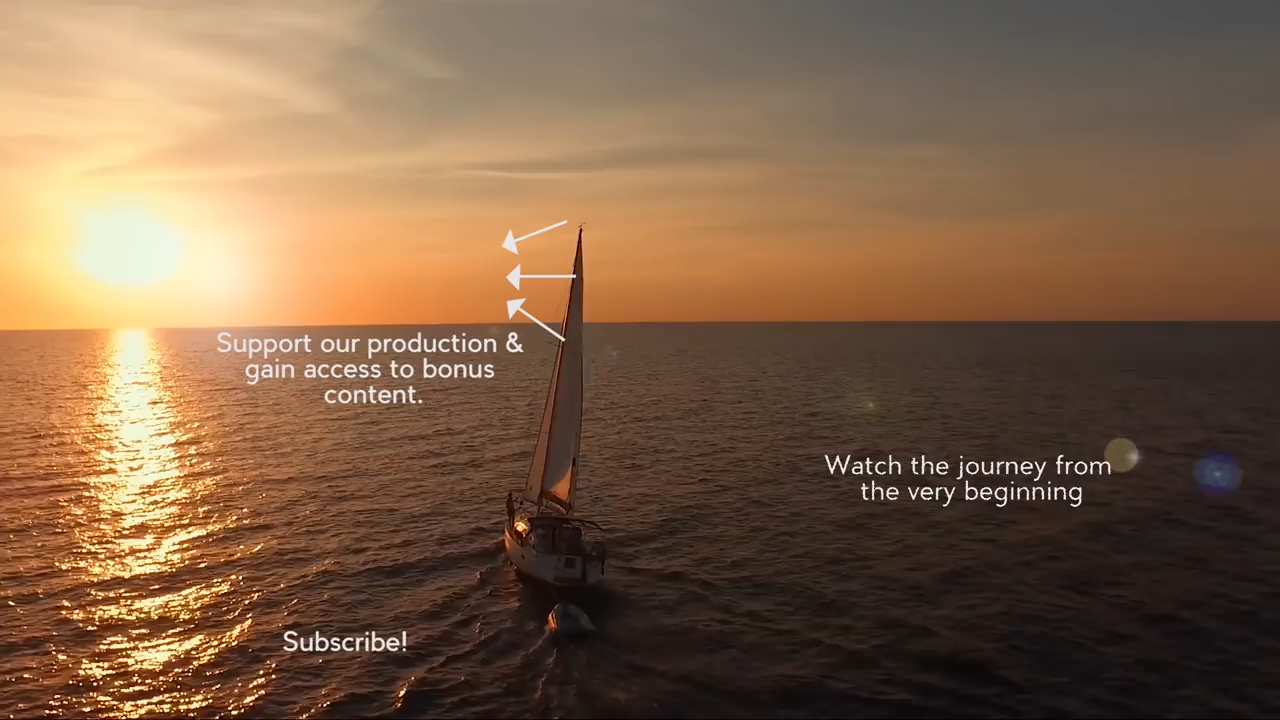 Support our production &
gain access to bonus
content.
Watch the journey from
the very beginning
Subscribe!